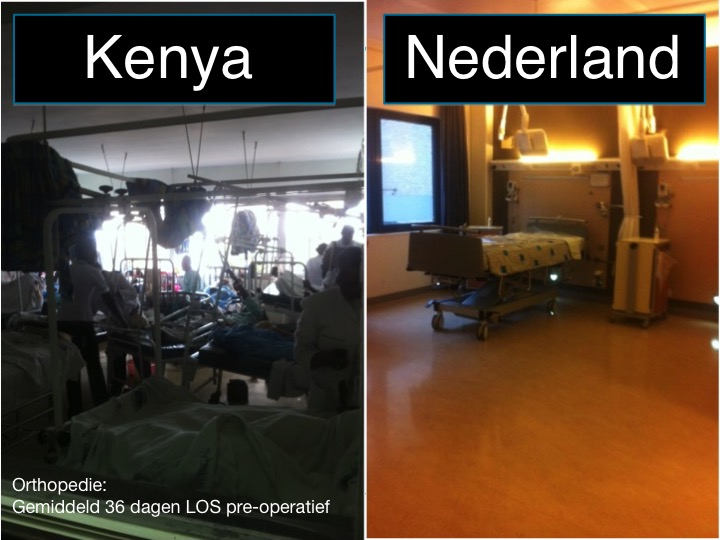 Kenya
Nederland
Orthopedie:
Gemiddeld 36 dagen LOS pre-operatief